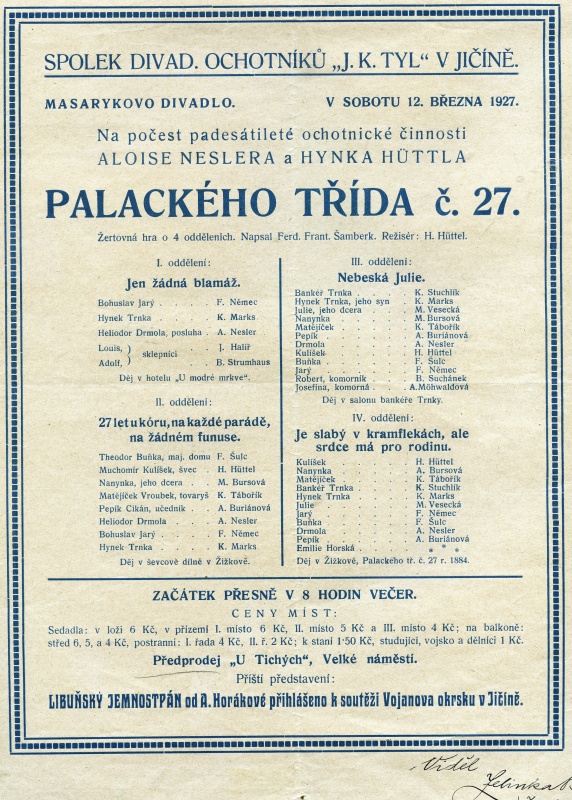 SPOLEK DIVAD. OCHOTNÍKŮ „J. K. TYL“ V JIČÍNĚ.
MASARYKOVO DIVADLO. V SOBOTU 12. BŘEZNA 1927.
Na počest padesátileté ochotnické činnosti
ALOISE NESLERA a HYNKA HÜTTLA
PALACKÉHO TŘÍDA č. 27.
Žertovná hra o 4 odděleních. Napsal Ferd. Frant. Šamberk. Režisér: H. Hüttel.
I. oddělení:
Jen žádná blamáž.
Bohuslav Jarý . . . . . . F. Němec
Hynek Trnka . . . . . . K. Marks
Heliodor Drmola, posluha . A. Nesler
Louis, } sklepníci J. Halíř
Adolf, } B. Strumhaus
Děj v hotelu „U modré mrkve“.
II. oddělení:
27 let u kóru, na každé parádě,
na žádném funuse.
Theodor Buňka, maj. domu F. Šulc
Muchomir Kulíšek, švec . H. Hüttel
Nanynka, jeho dcera . . M. Bursová
Matějíček Vroubek, tovaryš K. Tábořík
Pepík Cikán, učedník . . A. Buriánová
Heliodor Drmola . . . . A. Nesler
Bohuslav Jarý . . . . . F. Němec
Hynek Trnka . . . . . K. Marks
Děj v ševcově dílně v Žižkově.
III. oddělení:
Nebeská Julie.
Bankéř Trnka . . . . . K. Stuchlík
Hynek Trnka, jeho syn . . K. Marks
Julie, jeho dcera . . . . M. Vesecká
Nanynka . . . . . . M. Bursová
Matějíček . . . . . . K. Tábořík
Pepík . . . . . . A. Buriánová
Drmola . . . . . . A. Nesler
Kulíšek . . . . . . H. Hüttel
Buňka . . . . . . F. Šulc
Jarý . . . . . . F. Němec
Robert, komorník . . . . B. Suchánek
Josefina, komorná . . . . A. Möhwaldová
Děj v salonu bankéře Trnky.
IV. oddělení:
Je slabý v kramflekách, ale
srdce má pro rodinu.
Kulíšek . . . . . . H. Hüttel
Nanynka . . . . . . A. Bursová
Matějíček . . . . . . K. Tábořík
Bankéř Trnka . . . . . K. Stuchlík
Hynek Trnka . . . . . K. Marks
Julie . . . . . . M. Vesecká
Jarý . . . . . . F. Němec
Buňka . . . . . . F. Šulc
Drmola . . . . . . A. Nesler
Pepík . . . . . . A. Buriánová
Emilie Horská . . . . . * * *
Děj v Žižkově, Palackého tř. č. 27 r. 1884.
ZAČÁTEK PŘESNĚ V 8 HODIN VEČER.
CENY MÍST:
Sedadla: v loži 6 Kč, v přízemí I. místo 6 Kč, II. místo 5 Kč a III. místo 4 Kč; na balkoně:
střed 6, 5, a 4 Kč, postranní: I. řada 4 Kč, II. ř. 2 Kč; k staní 1·50 Kč, studující, vojsko a dělníci 1 Kč.
Předprodej „U Tichých“, Velké náměstí.
Příští představení:
LIBUŇSKÝ JEMNOSTPÁN od A. Horákové přihlášeno k soutěži Vojanova okrsku v Jičíně.
Viděl